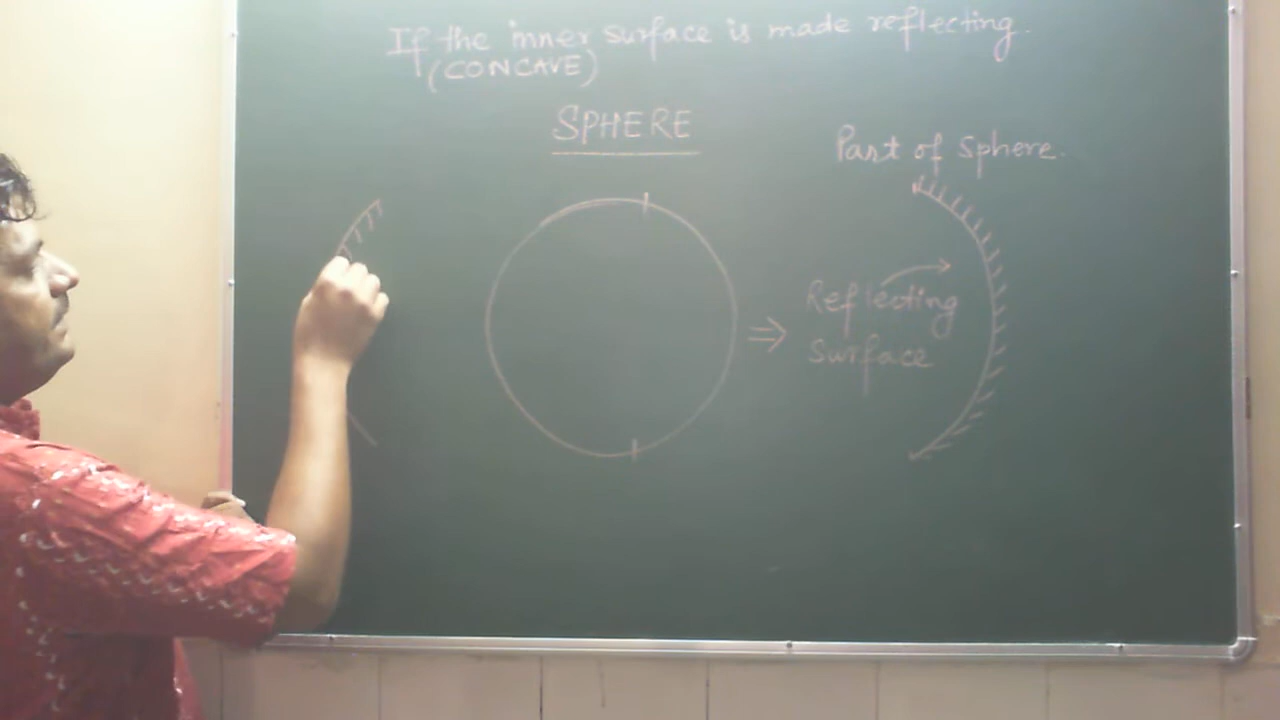 If the inner surface is made reflecting.
(CONCAVE)
SPHERE
Part of Sphere.
Reflecting
surface